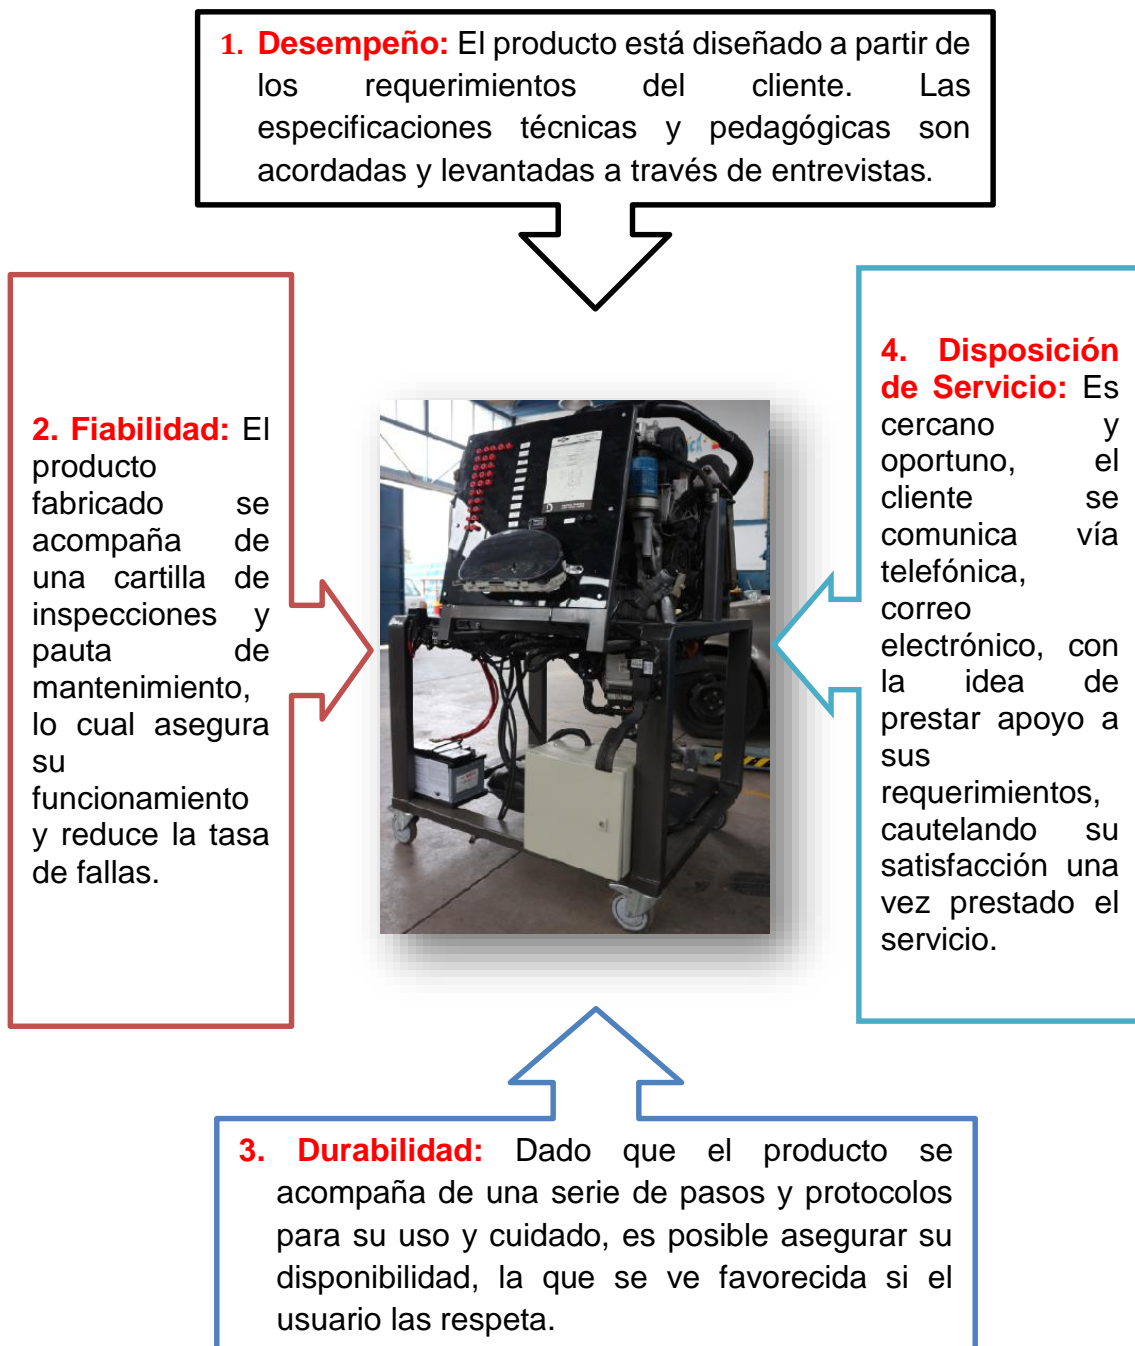 1. Desempeño: El producto está diseñado a partir de
los requerimientos del cliente. Las
especificaciones técnicas y pedagógicas son
acordadas y levantadas a través de entrevistas.
2. Fiabilidad: El
producto
fabricado se
acompaña de
una cartilla de
inspecciones y
pauta de
mantenimiento,
lo cual asegura
su
funcionamiento
y reduce la tasa
de fallas.
4. Disposición
de Servicio: Es
cercano y
oportuno, el
cliente se
comunica vía
telefónica,
correo
electrónico, con
la idea de
prestar apoyo a
sus
requerimientos,
cautelando su
satisfacción una
vez prestado el
servicio.
3. Durabilidad: Dado que el producto se
acompaña de una serie de pasos y protocolos
para su uso y cuidado, es posible asegurar su
disponibilidad, la que se ve favorecida si el
usuario las respeta.